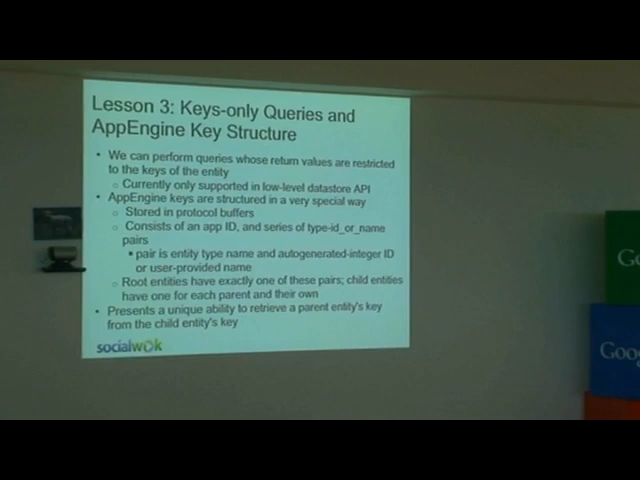 Lesson 3: Keys-only Queries and
AppEngine Key Structure
• We can perform queries whose return values are restricted
to the keys of the entity
○ Currently only supported in low-level datastore API
• AppEngine keys are structured in a very special way
○ Stored in protocol buffers
○ Consists of an app ID, and series of type-id_or_name
pairs
▪ pair is entity type name and autogenerated-integer ID
or user-provided name
○ Root entities have exactly one of these pairs; child entities
have one for each parent and their own
• Presents a unique ability to retrieve a parent entity's key
from the child entity's key
socialwok
G
Goog